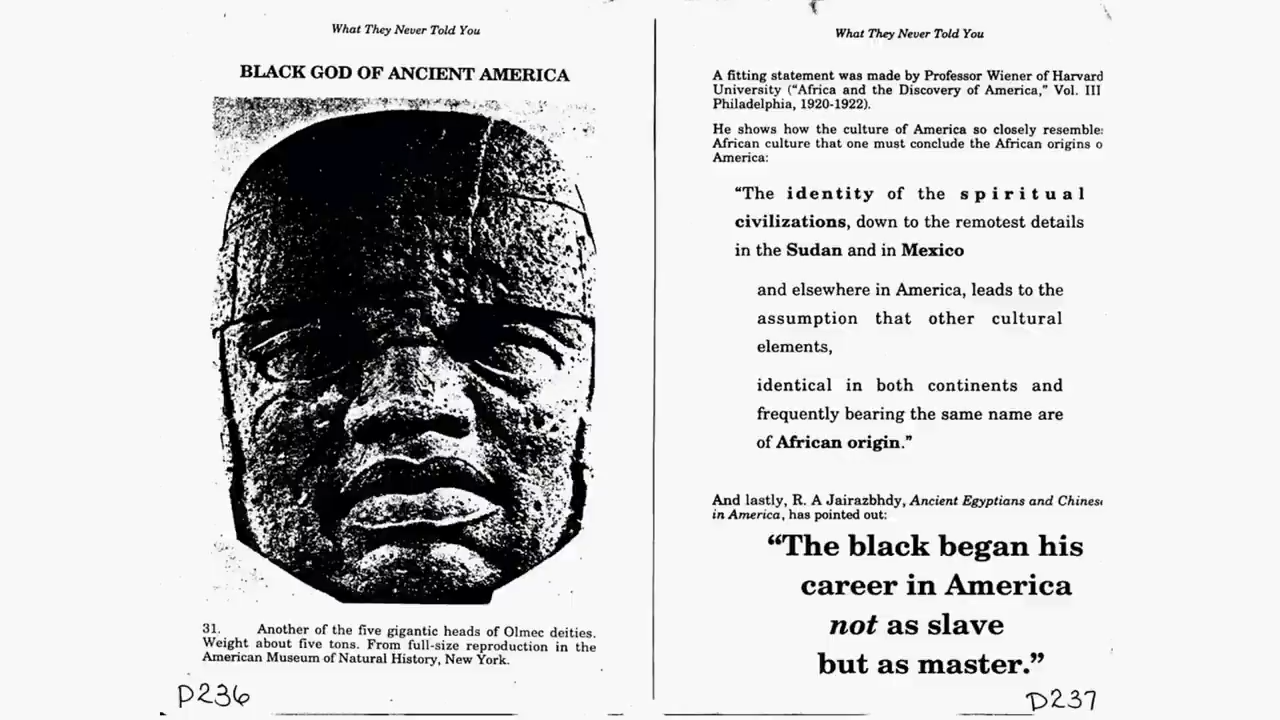 What They Never Told You
BLACK GOD OF ANCIENT AMERICA
31. Another of the five gigantic heads of Olmec deities.
Weight about five tons. From full-size reproduction in the
American Museum of Natural History, New York.
D236
What They Never Told You
A fitting statement was made by Professor Wiener of Harvard
University (“Africa and the Discovery of America,” Vol. III
Philadelphia, 1920-1922).
He shows how the culture of America so closely resemble
African culture that one must conclude the African origins o
America:
“The identity of the spiritual
civilizations, down to the remotest details
in the Sudan and in Mexico
and elsewhere in America, leads to the
assumption that other cultural
elements,
identical in both continents and
frequently bearing the same name are
of African origin.”
And lastly, R. A Jairazbhdy, Ancient Egyptians and Chines
in America, has pointed out:
“The black began his
career in America
not as slave
but as master.”
D237